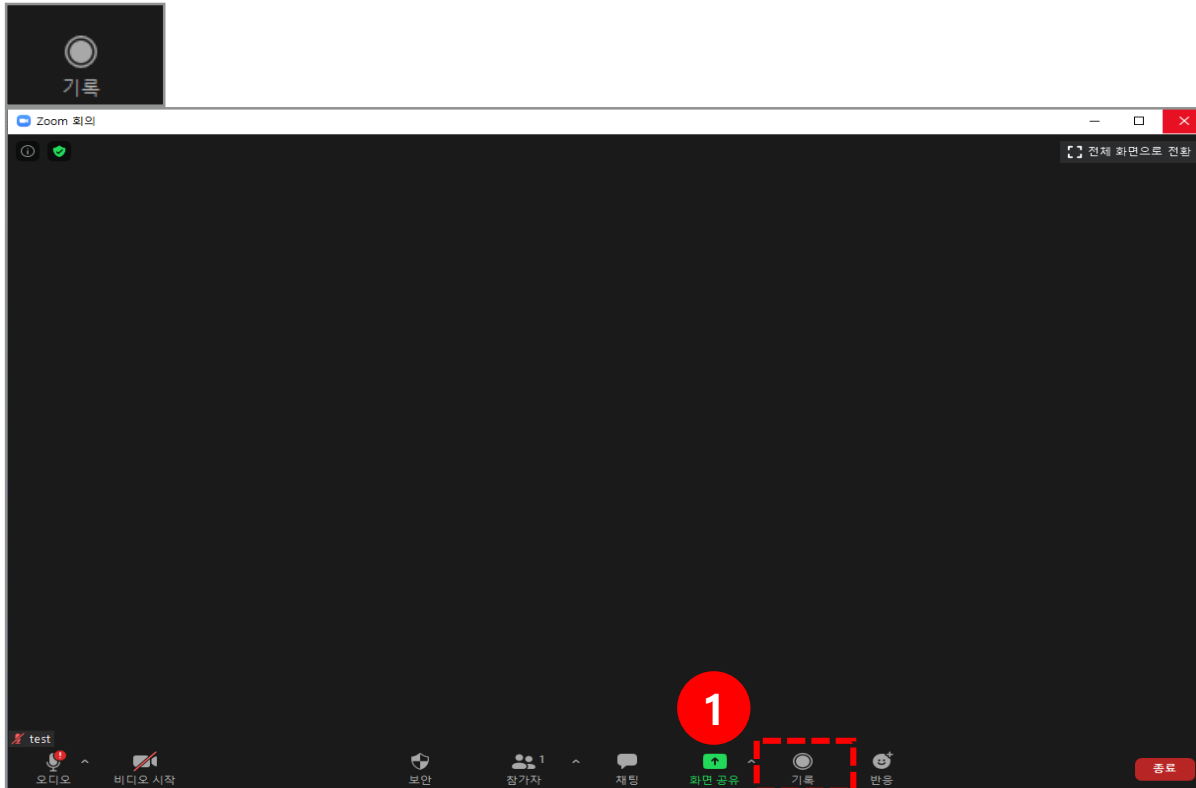 기록
Zoom 회의
전체 화면으로 전환
1
test
오디오 비디오 시작 보안 참가자 1 채팅 화면 공유 기록 반응 종료